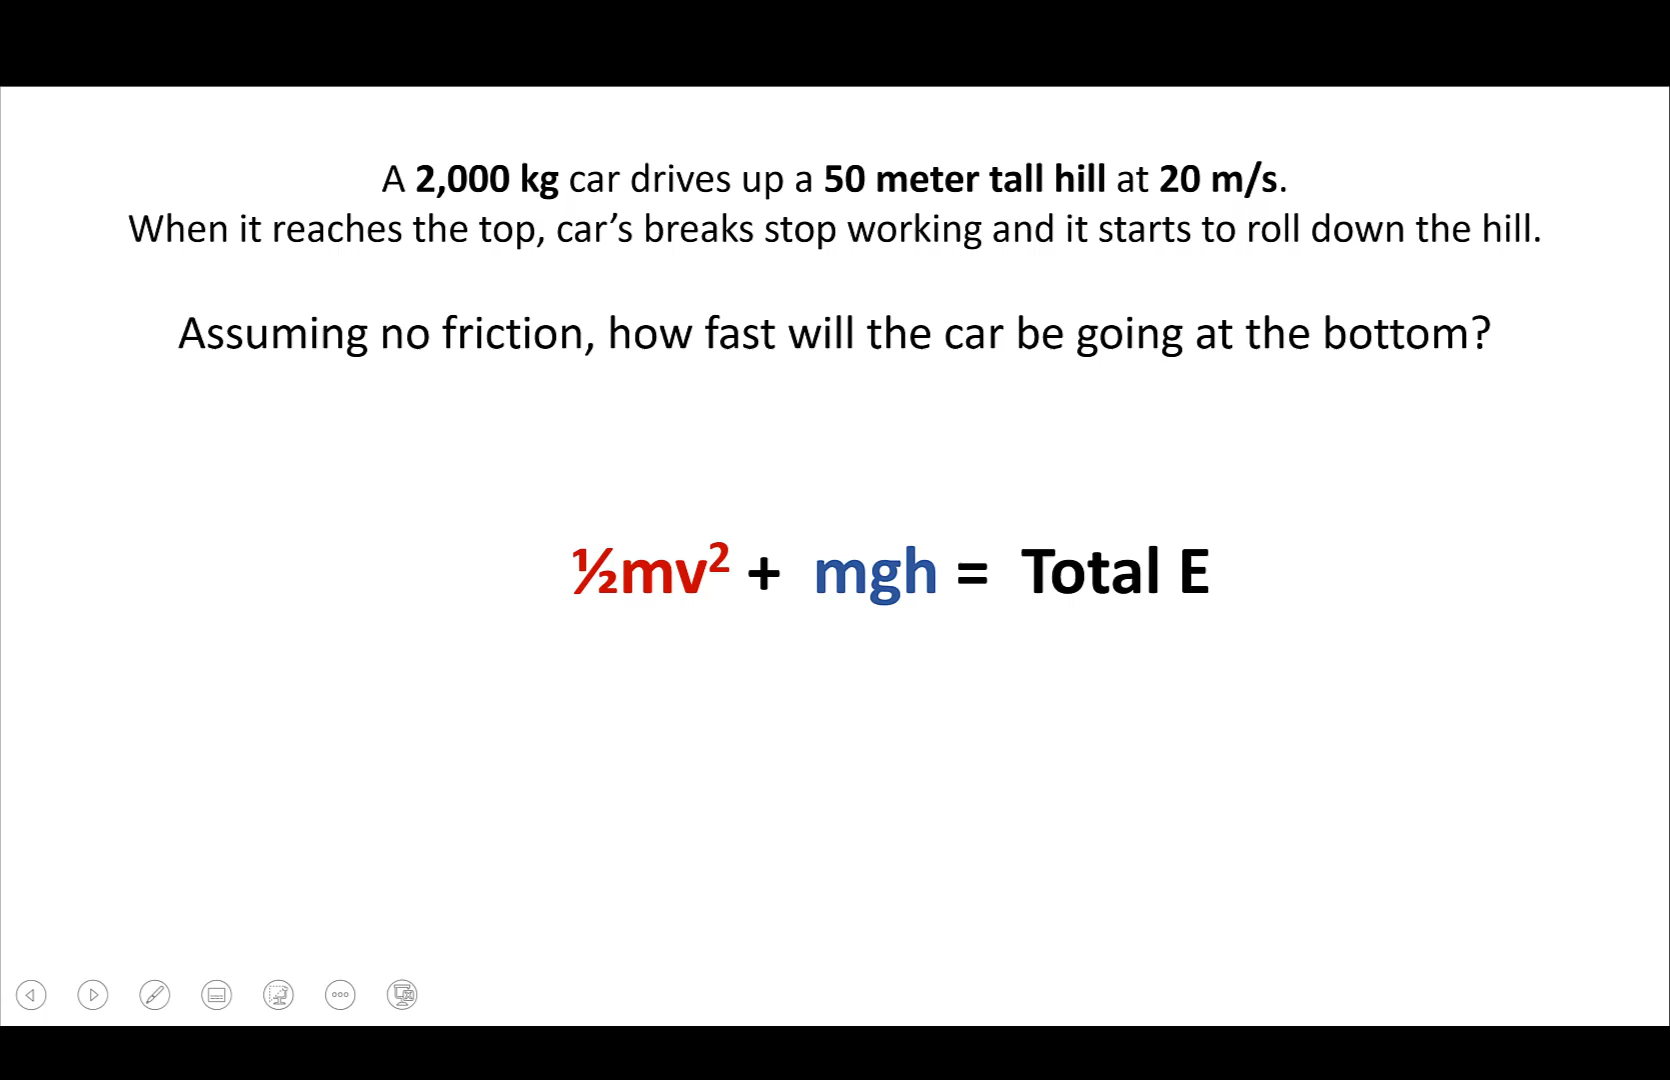 A 2,000 kg car drives up a 50 meter tall hill at 20 m/s.
When it reaches the top, car’s breaks stop working and it starts to roll down the hill.
Assuming no friction, how fast will the car be going at the bottom?
½mv² + mgh = Total E